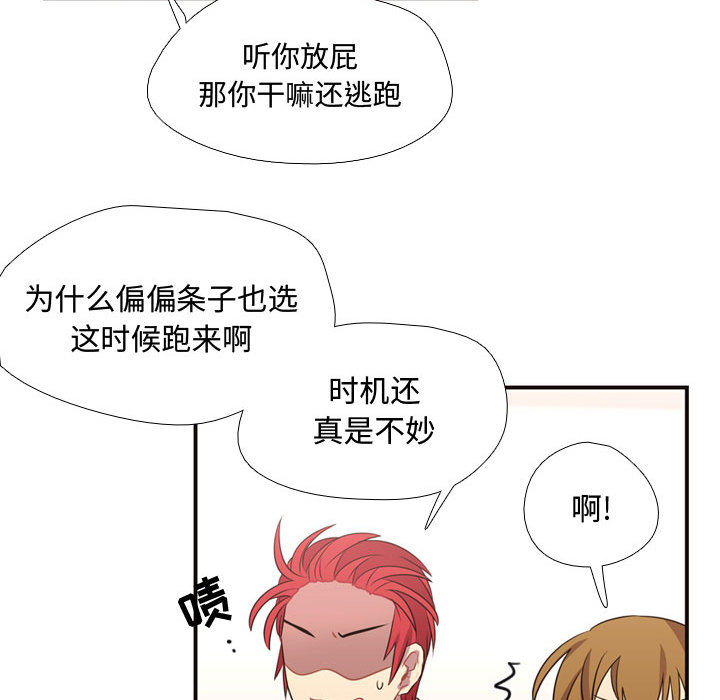 听你放屁
那你干嘛还逃跑
为什么偏偏条子也选
这时候跑来啊
时机还
真是不妙
啊!
啧..